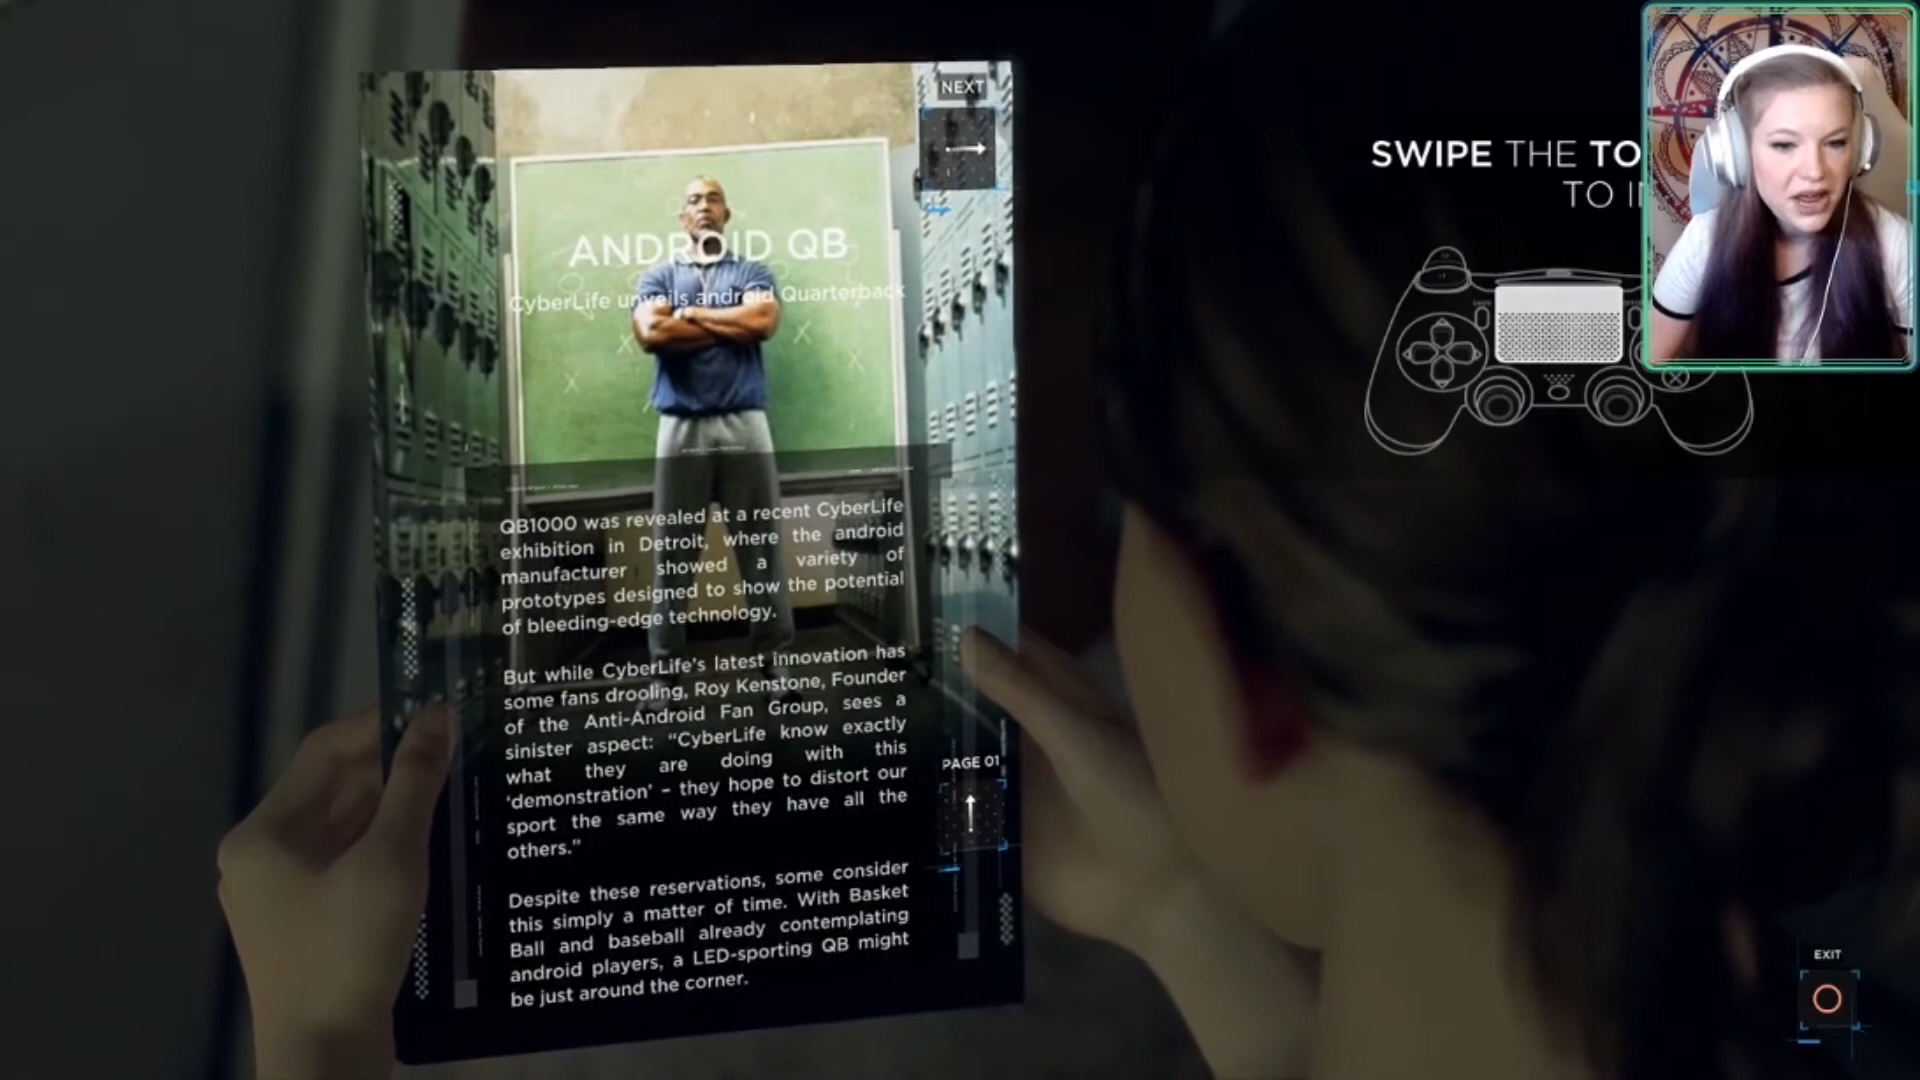 NEXT
SWIPE THE TO
TO I
ANDROID QB
CyberLife unveils android Quarterback
QB1000 was revealed at a recent CyberLife
exhibition in Detroit, where the android
manufacturer showed a variety of
prototypes designed to show the potential
of bleeding-edge technology.
But while CyberLife's latest innovation has
some fans drooling, Roy Kenstone, Founder
of the Anti-Android Fan Group, sees a
sinister aspect: “CyberLife know exactly
what they are doing with this
‘demonstration’ – they hope to distort our
sport the same way they have all the
others.”
PAGE 01
Despite these reservations, some consider
this simply a matter of time. With Basket
Ball and baseball already contemplating
android players, a LED-sporting QB might
be just around the corner.
EXIT